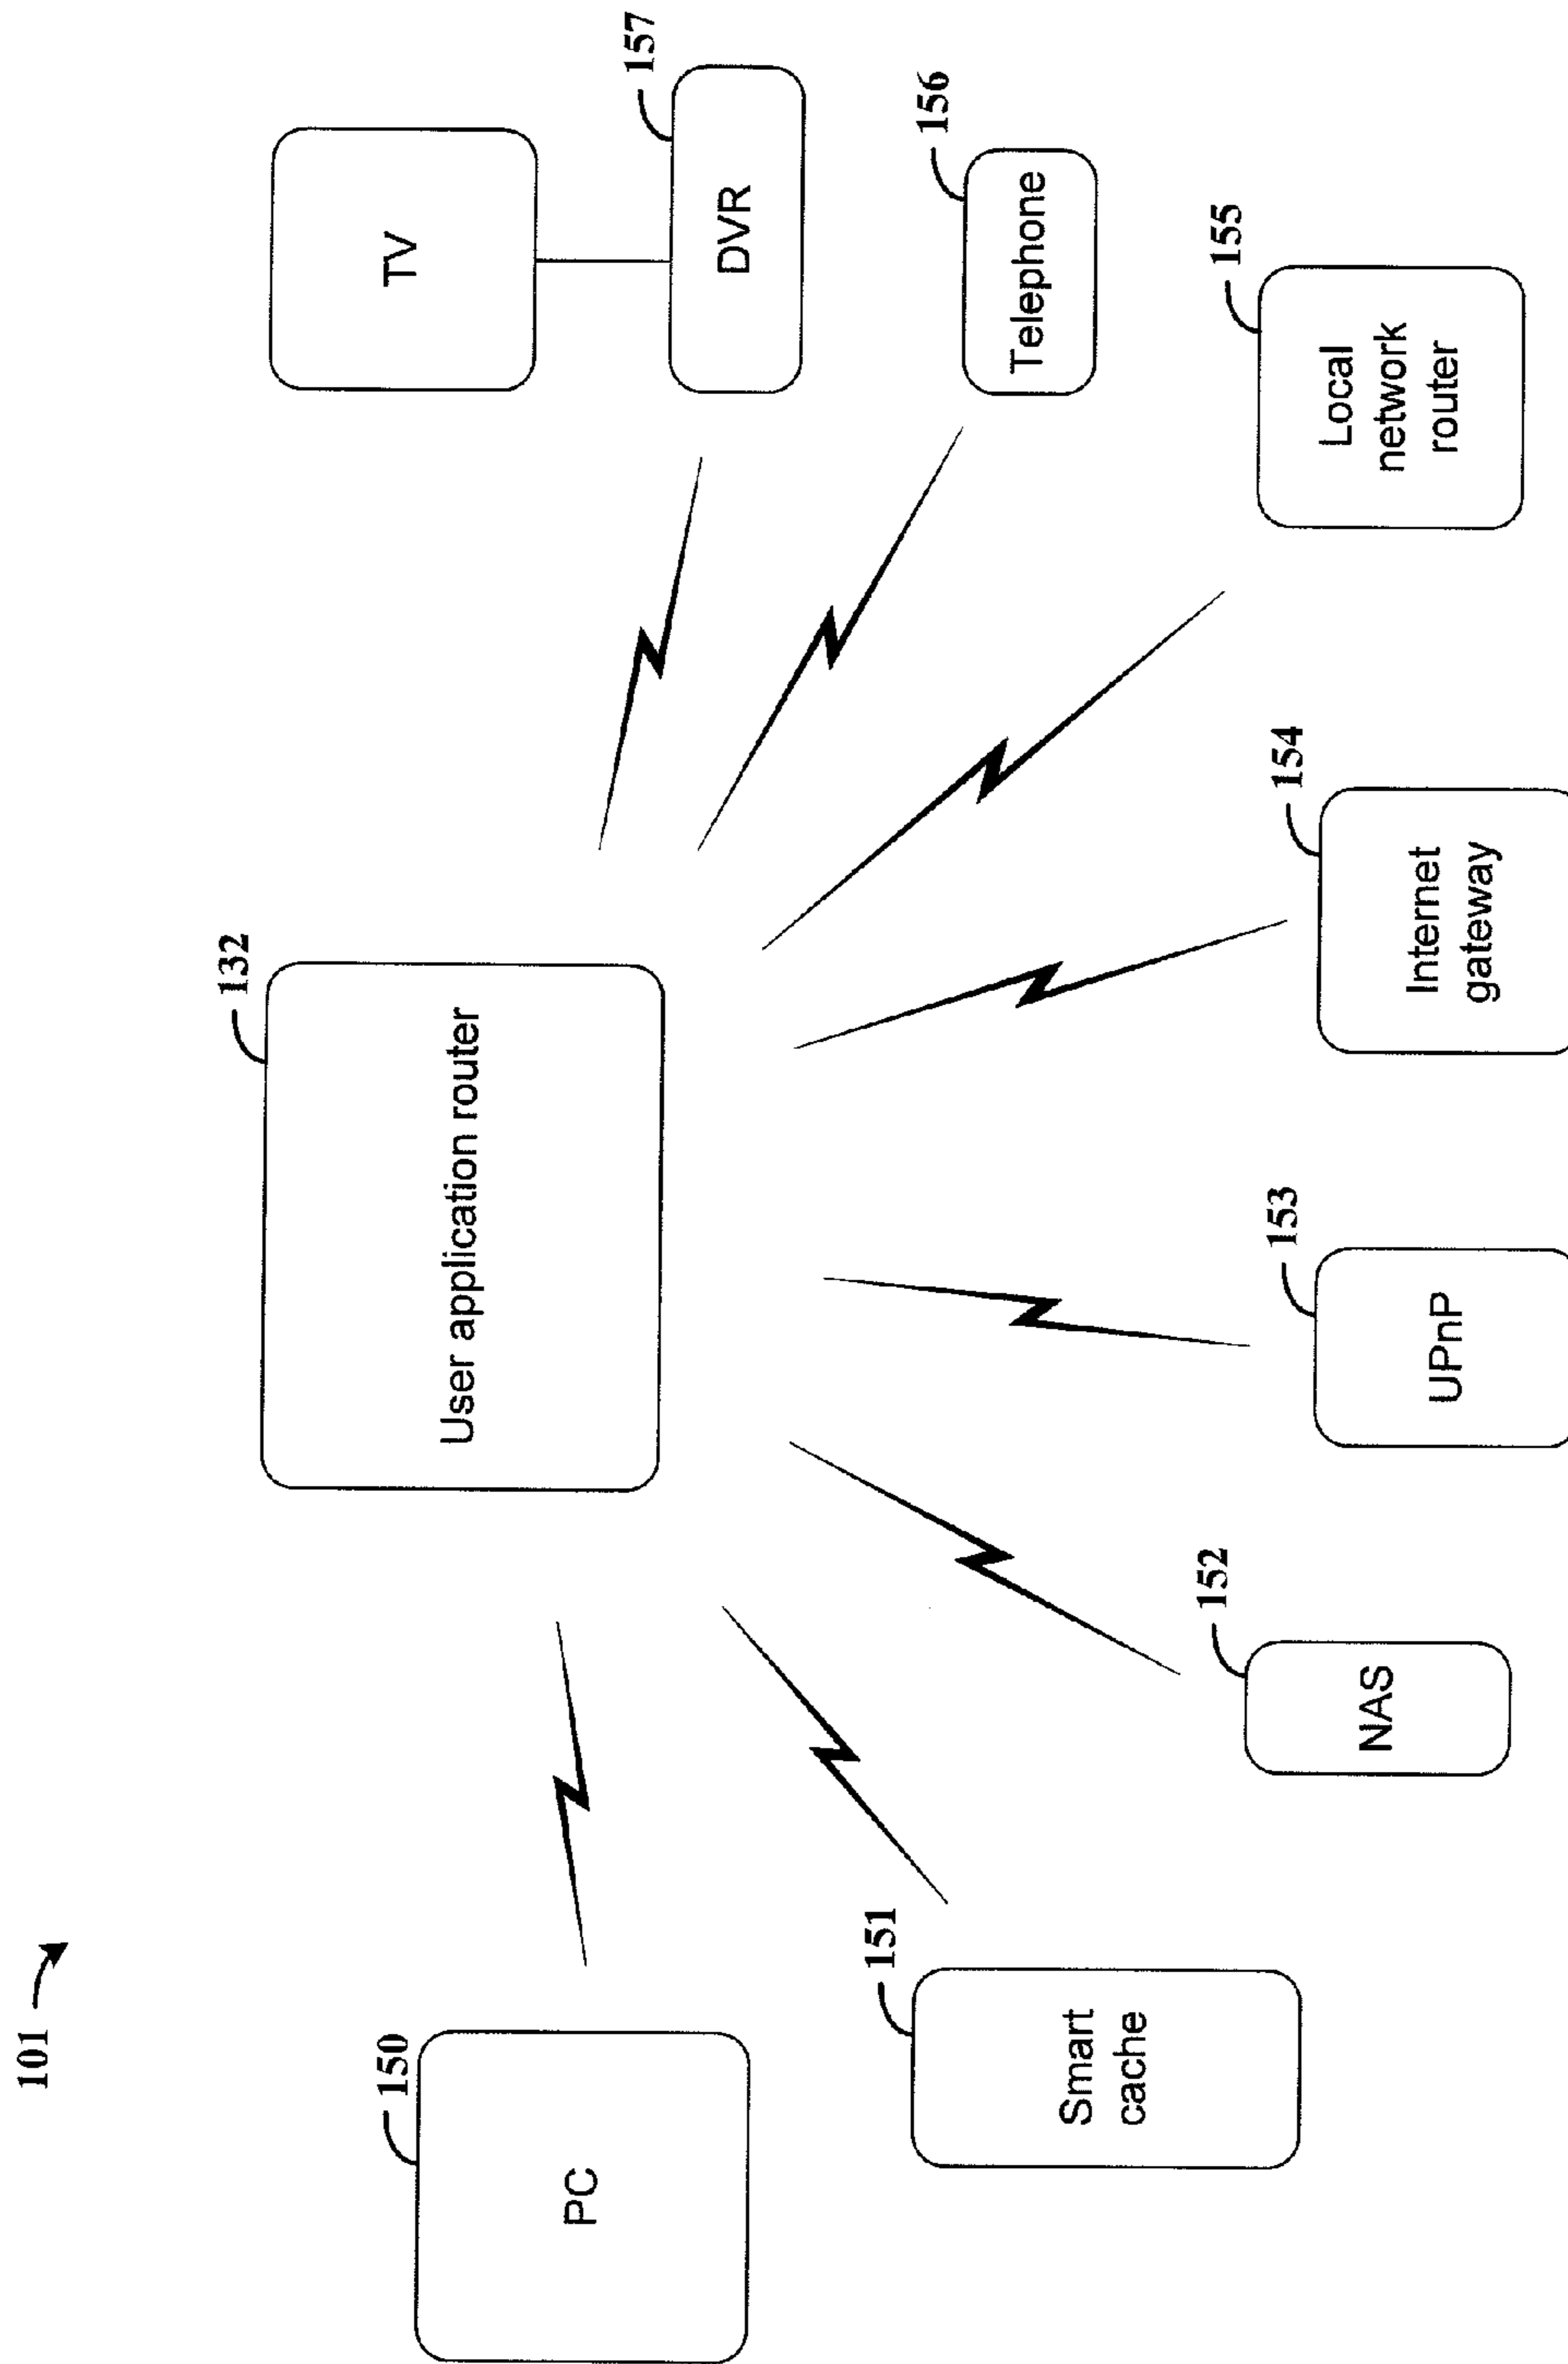 101
132
User application router
150
PC
151
Smart
cache
152
NAS
153
UPnP
154
Internet
gateway
155
Local
network
router
156
Telephone
157
DVR
TV